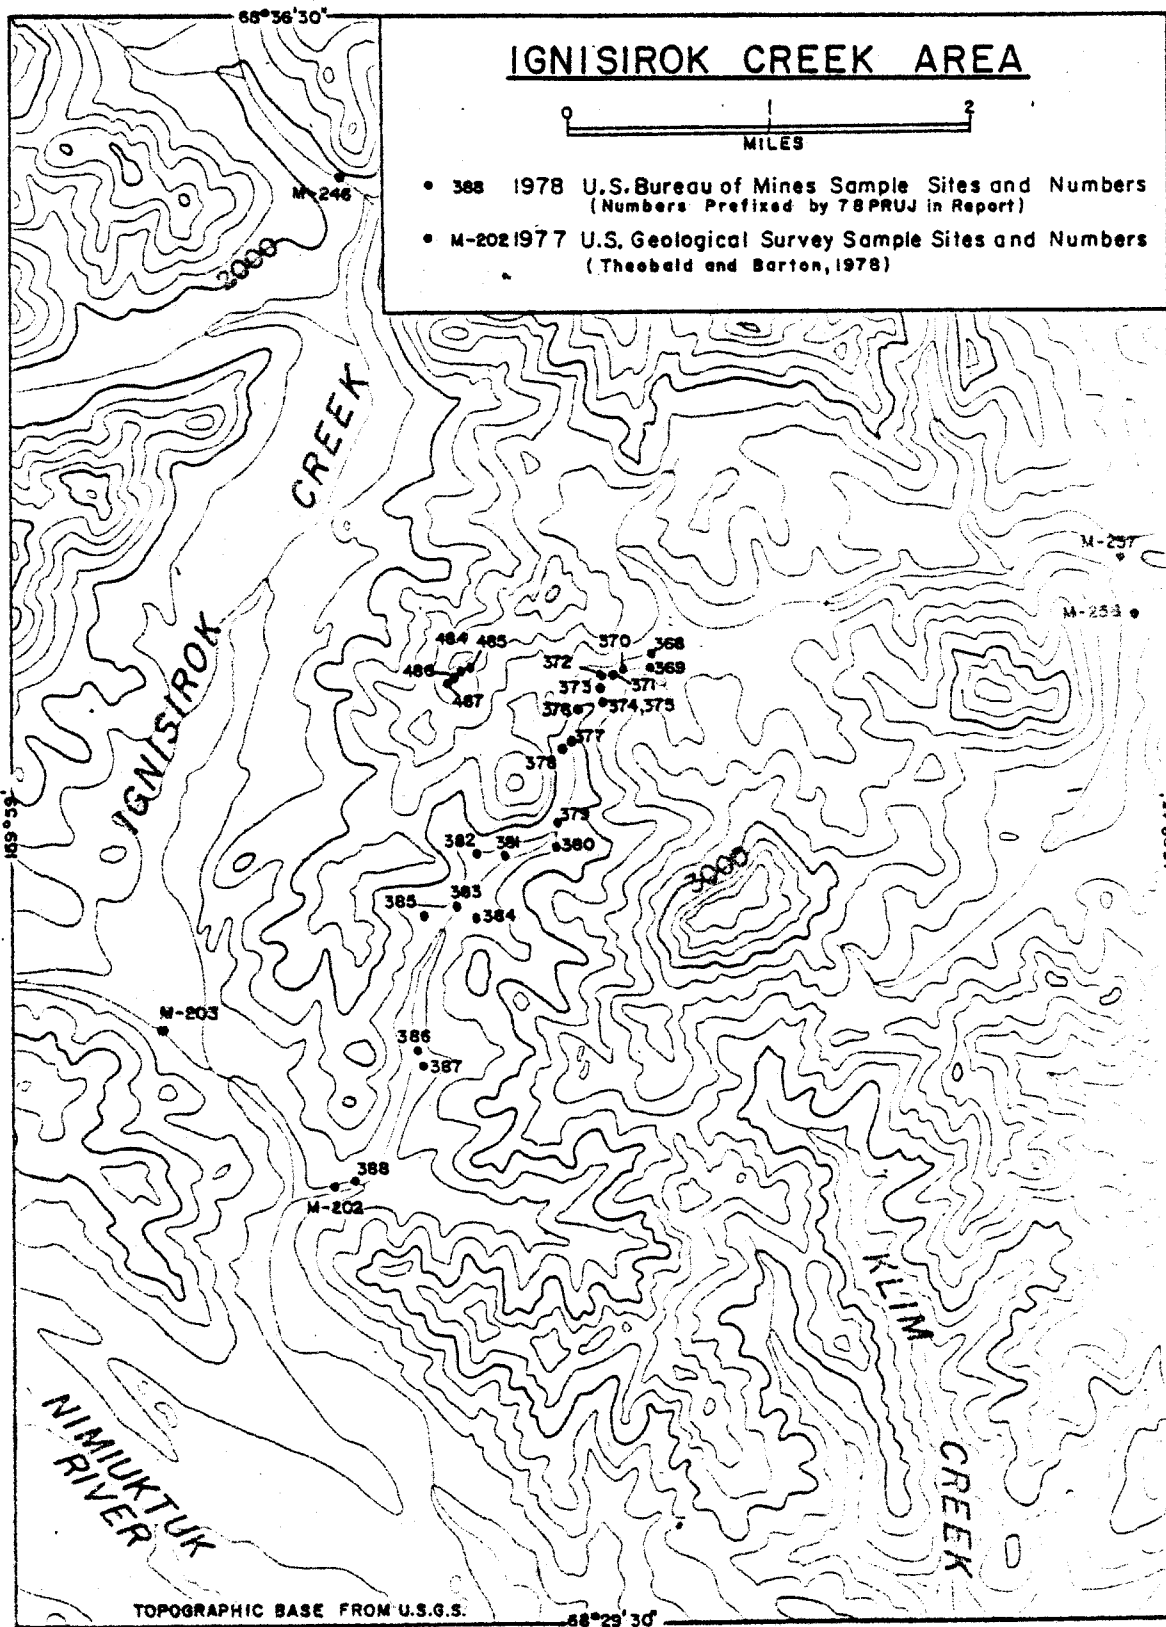 68°36'30"
IGNISIROK CREEK AREA
0 1 2
MILES
• 388 1978 U.S. Bureau of Mines Sample Sites and Numbers
(Numbers Prefixed by 78PRUJ in Report)
• M-202 1977 U.S. Geological Survey Sample Sites and Numbers
(Theobald and Barton, 1978)
M-246
2000
CREEK
IGNISIROK
M-257
484 485
486
487
370 368
372 369
373 371
376 374,375
377
378
379
382 381 380
159°39'
3000
383
385 384
M-203
386
387
388
M-202
KLIM
CREEK
NIMIUKTUK
RIVER
TOPOGRAPHIC BASE FROM U.S.G.S.
68°29'30"